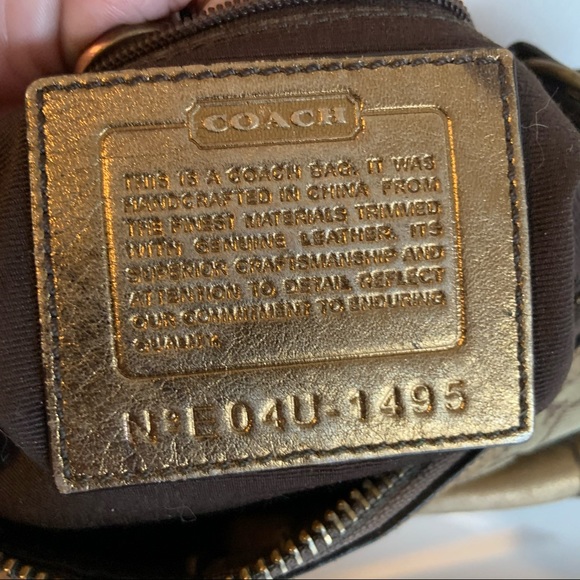 COACH
THIS IS A COACH BAG. IT WAS
HANDCRAFTED IN CHINA FROM
THE FINEST MATERIALS TRIMMED
WITH GENUINE LEATHER. ITS
SUPERIOR CRAFTSMANSHIP AND
ATTENTION TO DETAIL REFLECT
OUR COMMITMENT TO ENDURING
QUALITY.
Nº E04U-1495